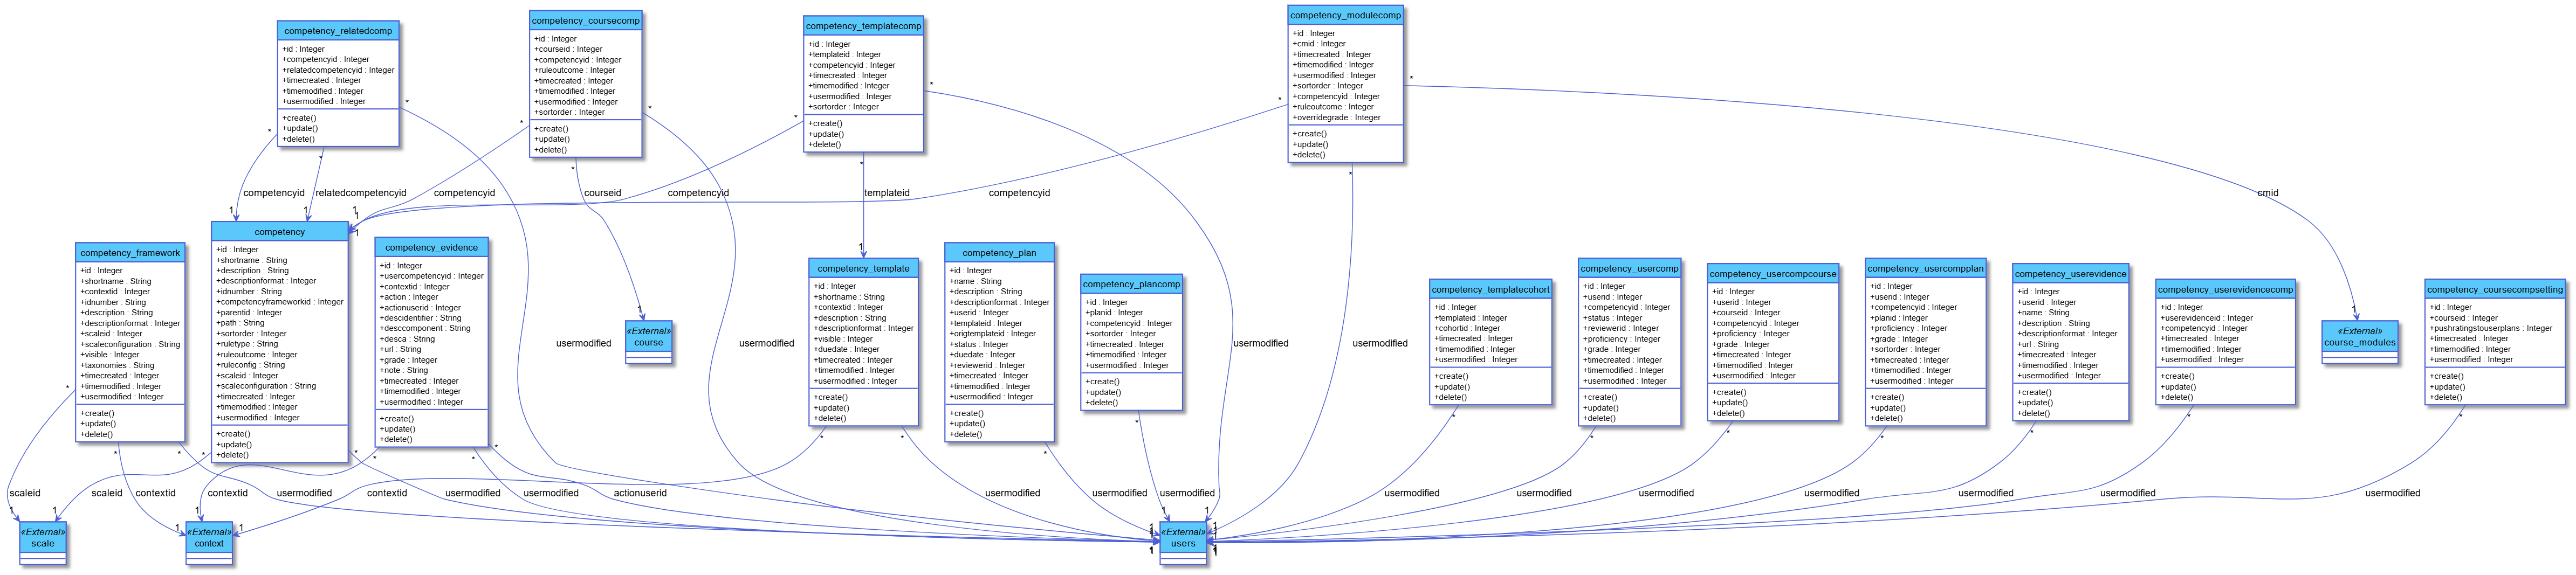 competency_relatedcomp
+id : Integer
+competencyid : Integer
+relatedcompetencyid : Integer
+timecreated : Integer
+timemodified : Integer
+usermodified : Integer
+create()
+update()
+delete()
competency_coursecomp
+id : Integer
+courseid : Integer
+competencyid : Integer
+ruleoutcome : Integer
+timecreated : Integer
+timemodified : Integer
+usermodified : Integer
+sortorder : Integer
+create()
+update()
+delete()
competency_templatecomp
+id : Integer
+templateid : Integer
+competencyid : Integer
+timecreated : Integer
+timemodified : Integer
+usermodified : Integer
+sortorder : Integer
+create()
+update()
+delete()
competency_modulecomp
+id : Integer
+cmid : Integer
+timecreated : Integer
+timemodified : Integer
+usermodified : Integer
+sortorder : Integer
+competencyid : Integer
+ruleoutcome : Integer
+overridegrade : Integer
+create()
+update()
+delete()
competencyid
relatedcompetencyid
competencyid
courseid
competencyid
templateid
competencyid
cmid
competency_framework
+id : Integer
+shortname : String
+contextid : Integer
+idnumber : String
+description : String
+descriptionformat : Integer
+scaleid : Integer
+scaleconfiguration : String
+visible : Integer
+taxonomies : String
+timecreated : Integer
+timemodified : Integer
+usermodified : Integer
+create()
+update()
+delete()
competency
+id : Integer
+shortname : String
+description : String
+descriptionformat : Integer
+idnumber : String
+competencyframeworkid : Integer
+parentid : Integer
+path : String
+sortorder : Integer
+ruletype : String
+ruleoutcome : Integer
+ruleconfig : String
+scaleid : Integer
+scaleconfiguration : String
+timecreated : Integer
+timemodified : Integer
+usermodified : Integer
+create()
+update()
+delete()
competency_evidence
+id : Integer
+usercompetencyid : Integer
+contextid : Integer
+action : Integer
+actionuserid : Integer
+descidentifier : String
+desccomponent : String
+desca : String
+url : String
+grade : Integer
+note : String
+timecreated : Integer
+timemodified : Integer
+usermodified : Integer
+create()
+update()
+delete()
«External»
course
competency_template
+id : Integer
+shortname : String
+contextid : Integer
+description : String
+descriptionformat : Integer
+visible : Integer
+duedate : Integer
+timecreated : Integer
+timemodified : Integer
+usermodified : Integer
+create()
+update()
+delete()
competency_plan
+id : Integer
+name : String
+description : String
+descriptionformat : Integer
+userid : Integer
+templateid : Integer
+origtemplateid : Integer
+status : Integer
+duedate : Integer
+reviewerid : Integer
+timecreated : Integer
+timemodified : Integer
+usermodified : Integer
+create()
+update()
+delete()
competency_plancomp
+id : Integer
+planid : Integer
+competencyid : Integer
+sortorder : Integer
+timecreated : Integer
+timemodified : Integer
+usermodified : Integer
+create()
+update()
+delete()
competency_templatecohort
+id : Integer
+templateid : Integer
+cohortid : Integer
+timecreated : Integer
+timemodified : Integer
+usermodified : Integer
+create()
+update()
+delete()
competency_usercomp
+id : Integer
+userid : Integer
+competencyid : Integer
+status : Integer
+reviewerid : Integer
+proficiency : Integer
+grade : Integer
+timecreated : Integer
+timemodified : Integer
+usermodified : Integer
+create()
+update()
+delete()
competency_usercompcourse
+id : Integer
+userid : Integer
+courseid : Integer
+competencyid : Integer
+proficiency : Integer
+grade : Integer
+timecreated : Integer
+timemodified : Integer
+usermodified : Integer
+create()
+update()
+delete()
competency_usercompplan
+id : Integer
+userid : Integer
+competencyid : Integer
+planid : Integer
+proficiency : Integer
+grade : Integer
+sortorder : Integer
+timecreated : Integer
+timemodified : Integer
+usermodified : Integer
+create()
+update()
+delete()
competency_userevidence
+id : Integer
+userid : Integer
+name : String
+description : String
+descriptionformat : Integer
+url : String
+timecreated : Integer
+timemodified : Integer
+usermodified : Integer
+create()
+update()
+delete()
competency_userevidencecomp
+id : Integer
+userevidenceid : Integer
+competencyid : Integer
+timecreated : Integer
+timemodified : Integer
+usermodified : Integer
+create()
+update()
+delete()
«External»
course_modules
competency_coursecompsetting
+id : Integer
+courseid : Integer
+pushratingstouserplans : Integer
+timecreated : Integer
+timemodified : Integer
+usermodified : Integer
+create()
+update()
+delete()
usermodified
usermodified
usermodified
usermodified
scaleid
scaleid
contextid
contextid
usermodified
contextid
usermodified
usermodified
actionuserid
usermodified
usermodified
usermodified
usermodified
usermodified
usermodified
usermodified
usermodified
usermodified
usermodified
«External»
scale
«External»
context
«External»
users